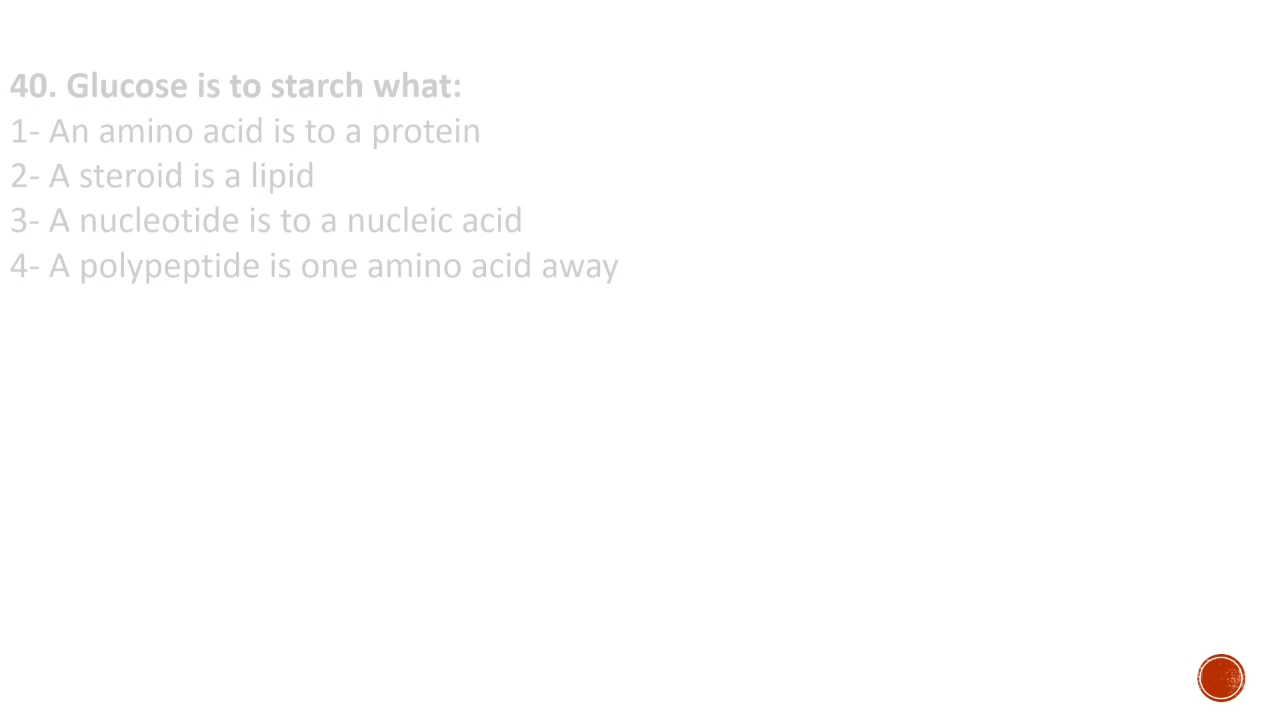 40. Glucose is to starch what:
1- An amino acid is to a protein
2- A steroid is a lipid
3- A nucleotide is to a nucleic acid
4- A polypeptide is one amino acid away